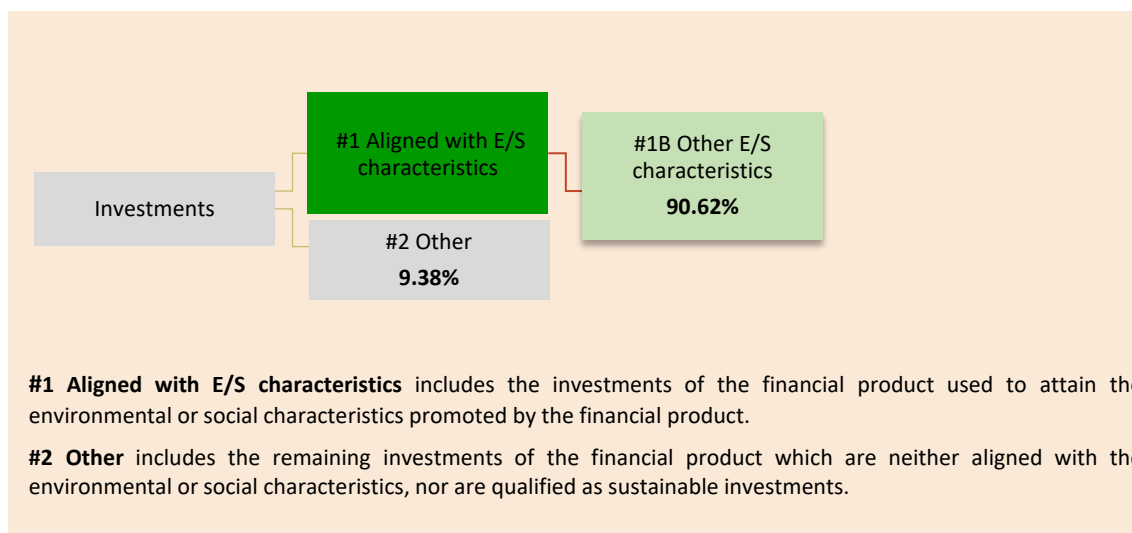 #1 Aligned with E/S
characteristics
#1B Other E/S
characteristics
90.62%
Investments
#2 Other
9.38%
#1 Aligned with E/S characteristics includes the investments of the financial product used to attain the
environmental or social characteristics promoted by the financial product.
#2 Other includes the remaining investments of the financial product which are neither aligned with the
environmental or social characteristics, nor are qualified as sustainable investments.